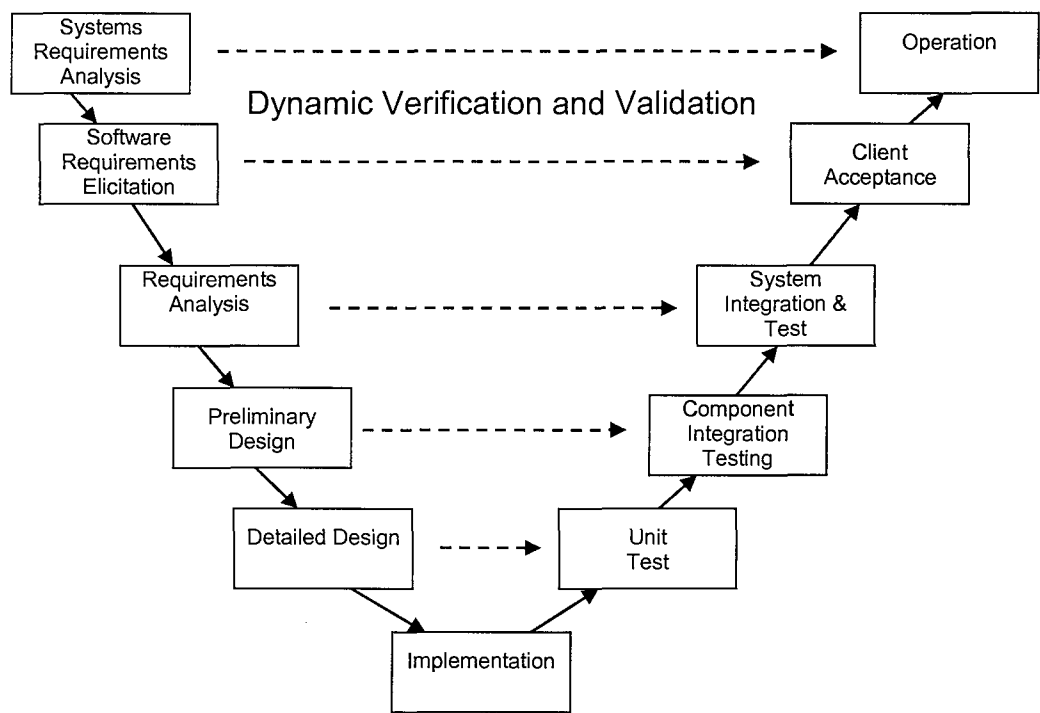 Systems
Requirements
Analysis
Operation
Dynamic Verification and Validation
Software
Requirements
Elicitation
Client
Acceptance
Requirements
Analysis
System
Integration &
Test
Preliminary
Design
Component
Integration
Testing
Detailed Design
Unit
Test
Implementation